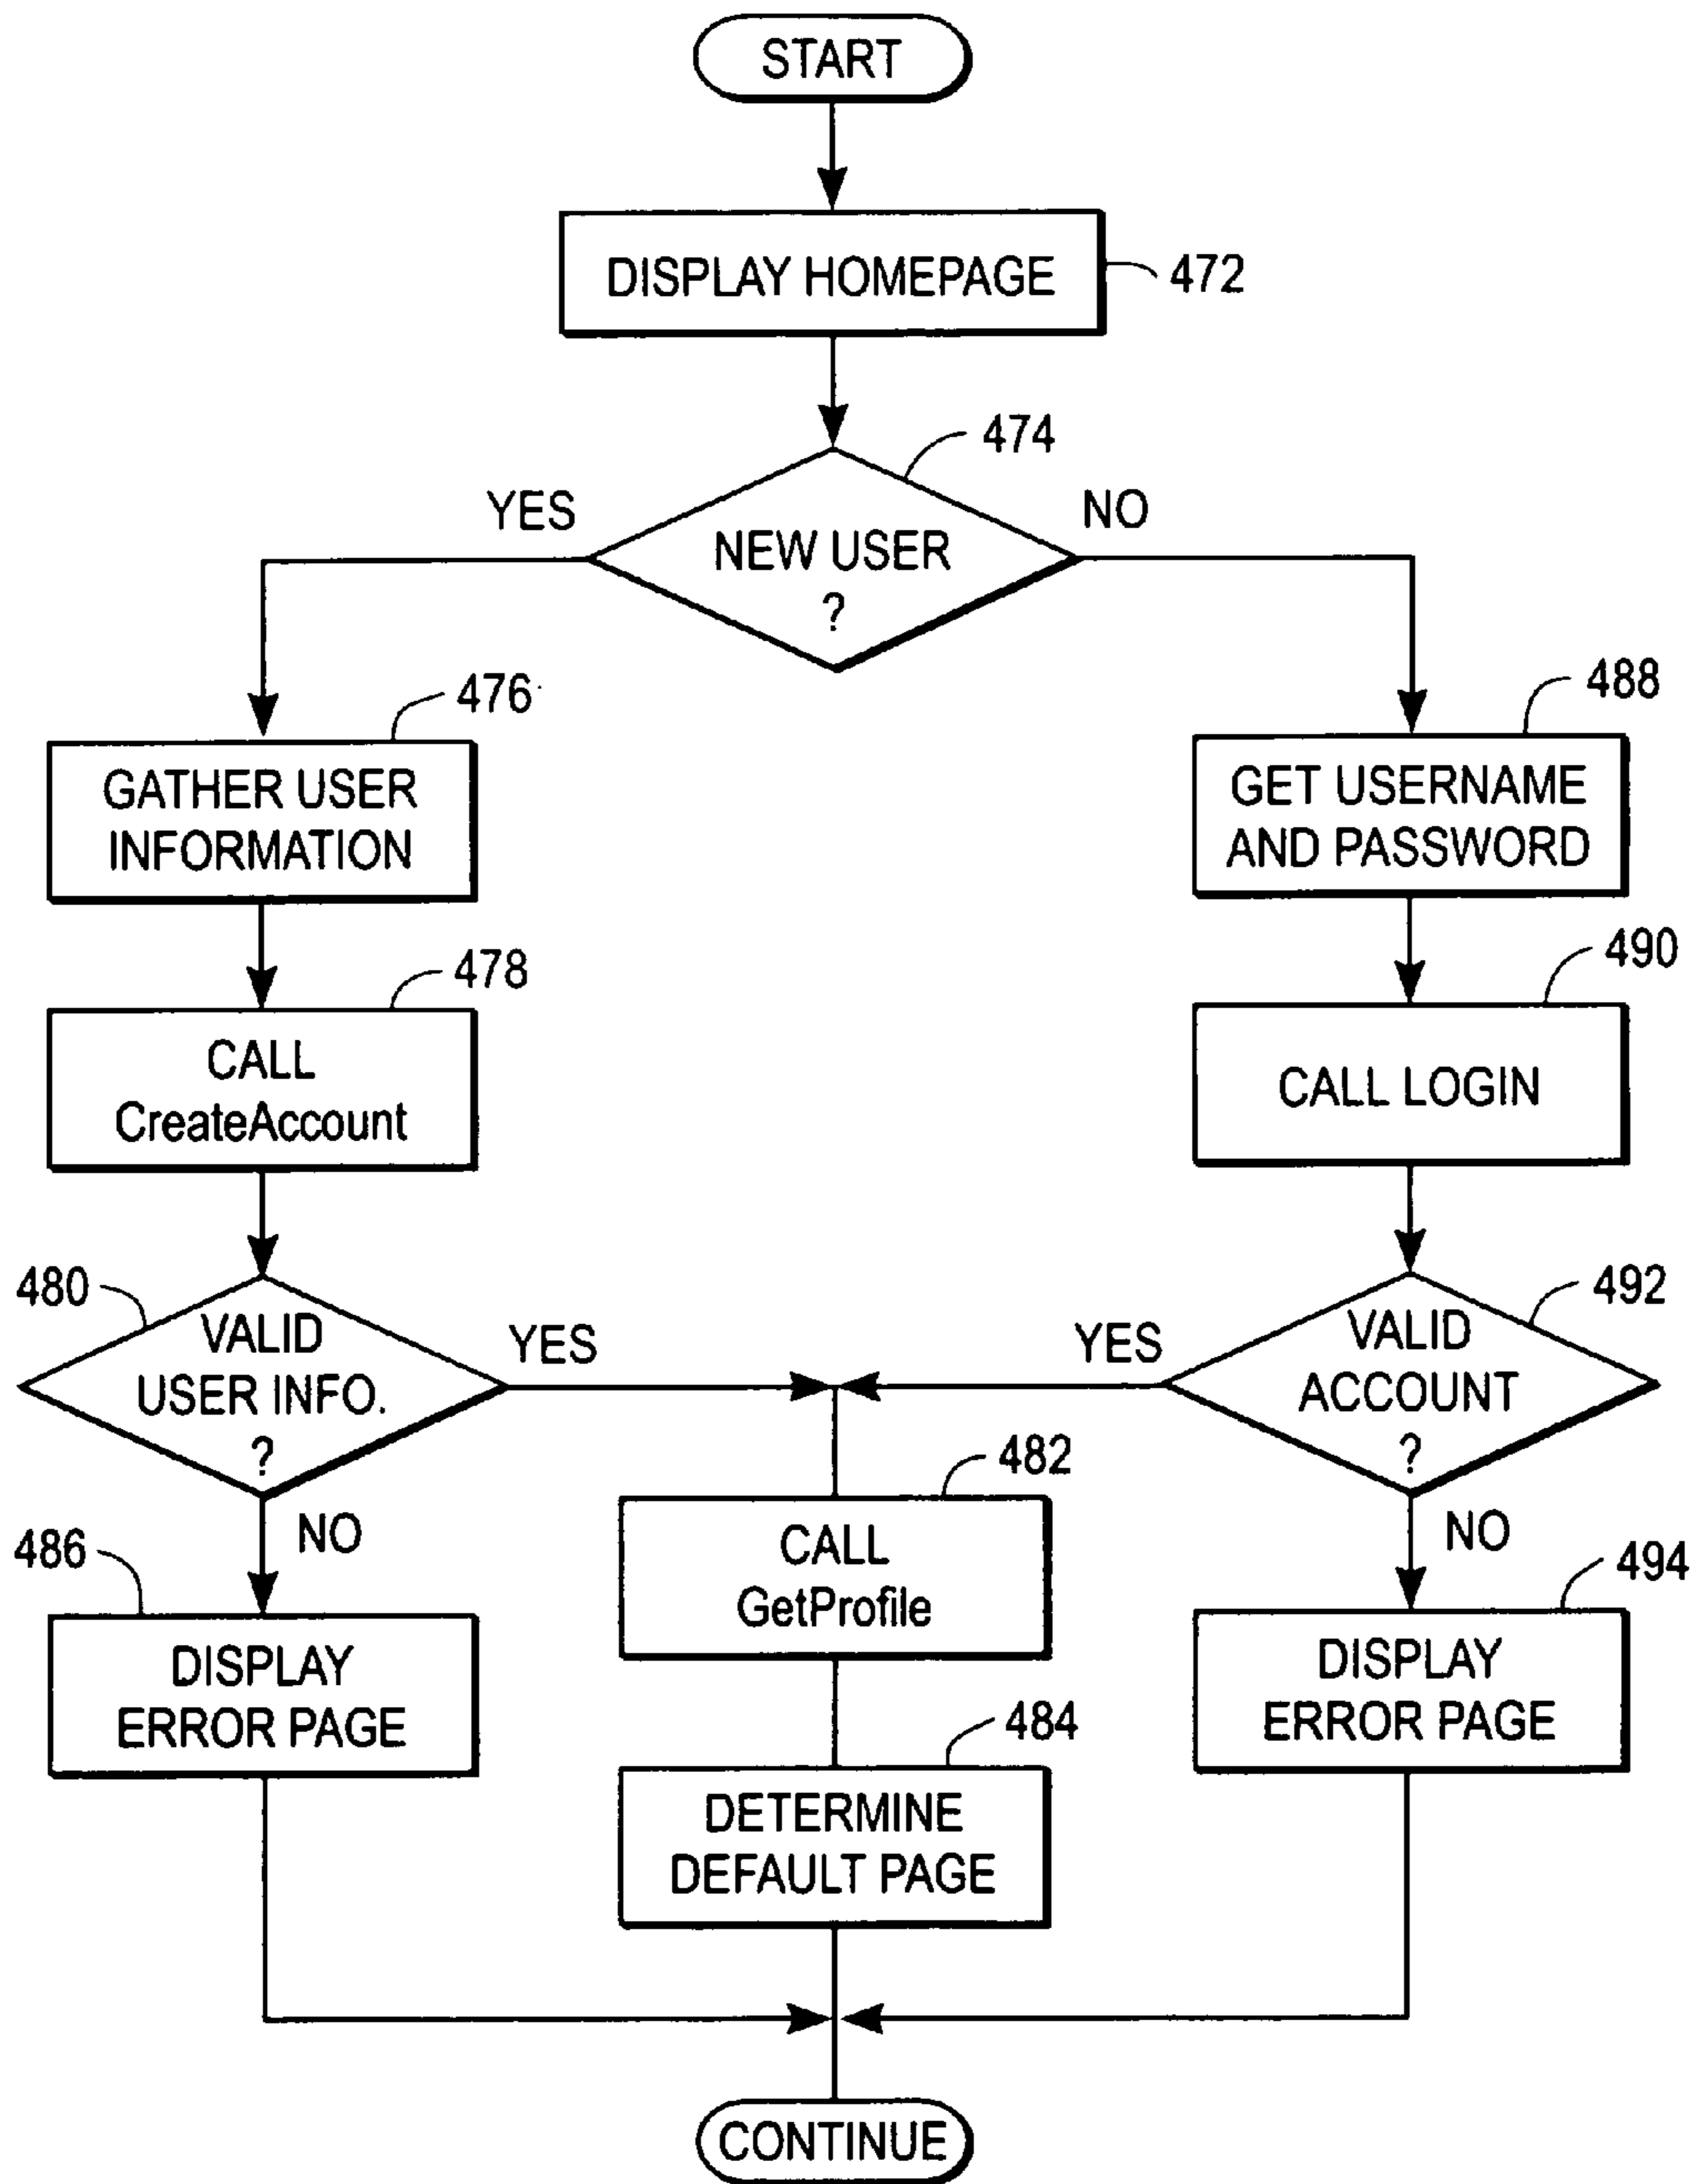 START
DISPLAY HOMEPAGE
472
474
YES
NO
NEW USER
?
476
GATHER USER
INFORMATION
488
GET USERNAME
AND PASSWORD
478
CALL
CreateAccount
490
CALL LOGIN
480
VALID
USER INFO.
?
YES
NO
492
VALID
ACCOUNT
?
YES
NO
482
CALL
GetProfile
486
DISPLAY
ERROR PAGE
494
DISPLAY
ERROR PAGE
484
DETERMINE
DEFAULT PAGE
CONTINUE